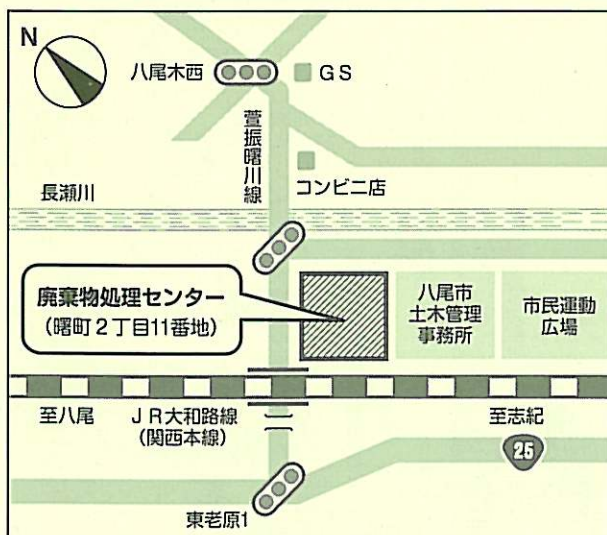 N
八尾木西
GS
萱振曙川線
コンビニ店
長瀬川
廃棄物処理センター
(曙町2丁目11番地)
八尾市
土木管理
事務所
市民運動
広場
至八尾
JR大和路線
(関西本線)
至志紀
25
東老原1